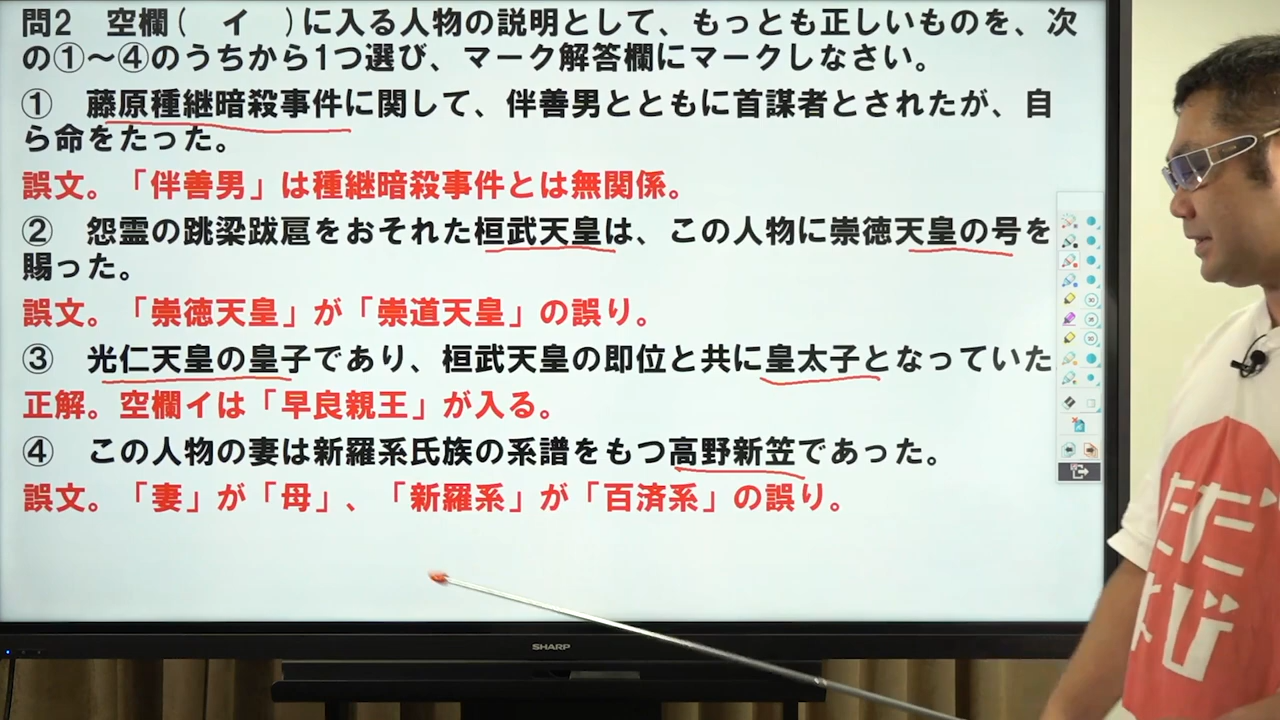 問2 空欄( イ )に入る人物の説明として、もっとも正しいものを、次
の①～④のうちから1つ選び、マーク解答欄にマークしなさい。
① 藤原種継暗殺事件に関して、伴善男とともに首謀者とされたが、自
ら命をたった。
誤文。「伴善男」は種継暗殺事件とは無関係。
② 怨霊の跳梁跋扈をおそれた桓武天皇は、この人物に崇徳天皇の号を
賜った。
誤文。「崇徳天皇」が「崇道天皇」の誤り。
③ 光仁天皇の皇子であり、桓武天皇の即位と共に皇太子となっていた
正解。空欄イは「早良親王」が入る。
④ この人物の妻は新羅系氏族の系譜をもつ高野新笠であった。
誤文。「妻」が「母」、「新羅系」が「百済系」の誤り。
SHARP